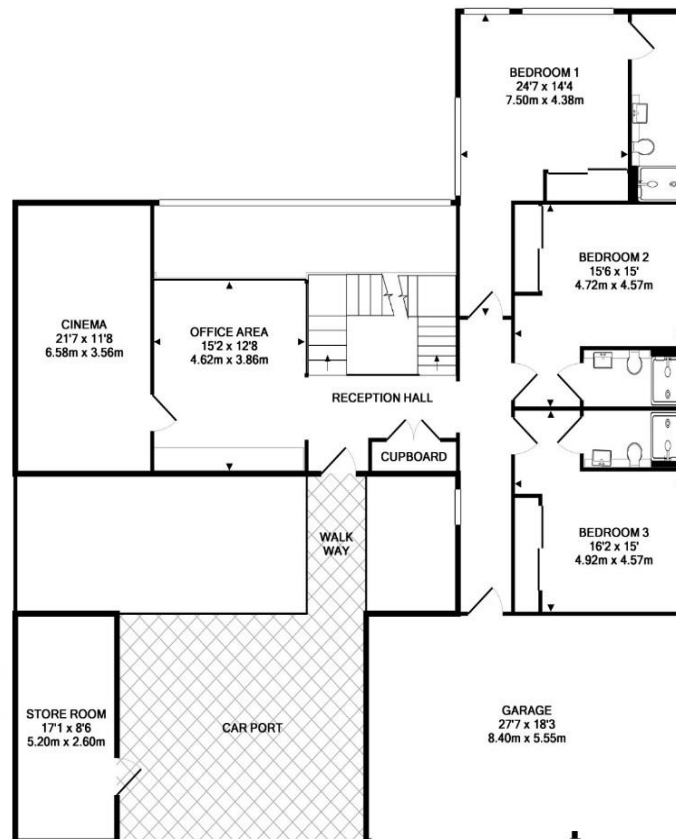 BEDROOM 1
24'7 x 14'4
7.50m x 4.38m
BEDROOM 2
15'6 x 15'
4.72m x 4.57m
CINEMA
21'7 x 11'8
6.58m x 3.56m
OFFICE AREA
15'2 x 12'8
4.62m x 3.86m
RECEPTION HALL
CUPBOARD
WALK
WAY
BEDROOM 3
16'2 x 15'
4.92m x 4.57m
STORE ROOM
17'1 x 8'6
5.20m x 2.60m
CAR PORT
GARAGE
27'7 x 18'3
8.40m x 5.55m